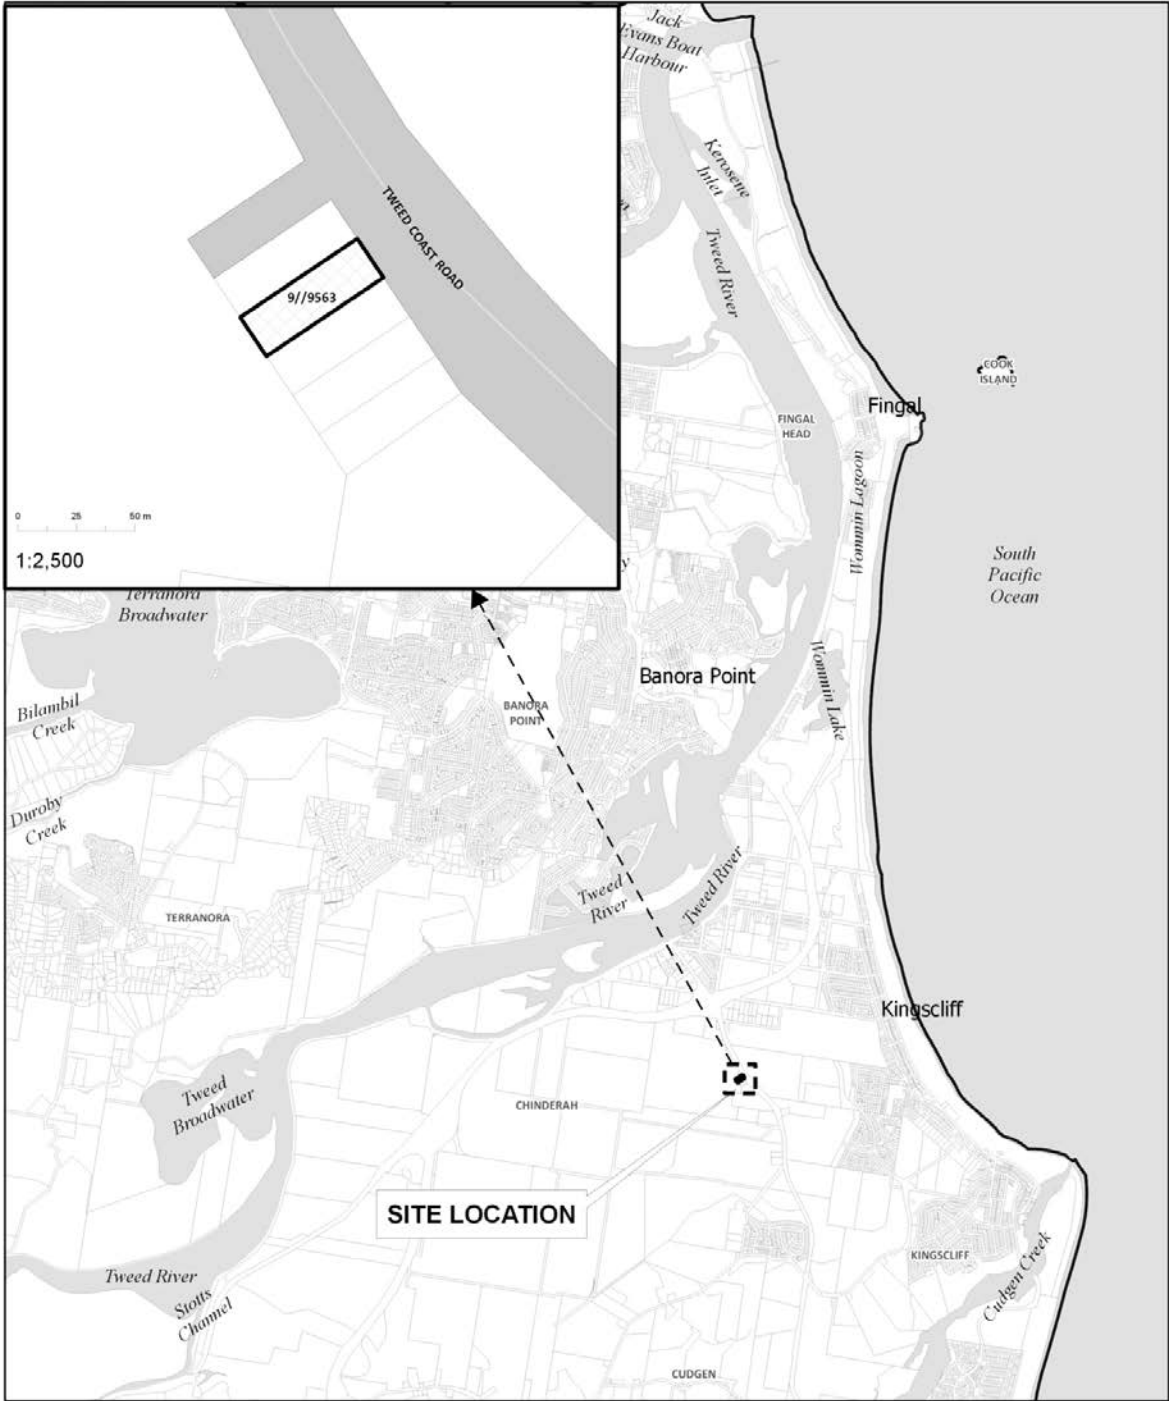 Jack
Evans Boat
Harbour
Kerosene
Inlet
TWEED COAST ROAD
9//9563
Tweed River
COOK
ISLAND
Fingal
FINGAL
HEAD
Wommin Lagoon
0 25 50 m
1:2,500
South
Pacific
Ocean
Terranora
Broadwater
Banora Point
Wommin Lake
Bilambil
Creek
BANORA
POINT
Duroby
Creek
Tweed
River
Tweed River
TERRANORA
Kingscliff
Tweed
Broadwater
CHINDERAH
SITE LOCATION
KINGSCLIFF
Cudgen Creek
Tweed River
Stotts
Channel
CUDGEN